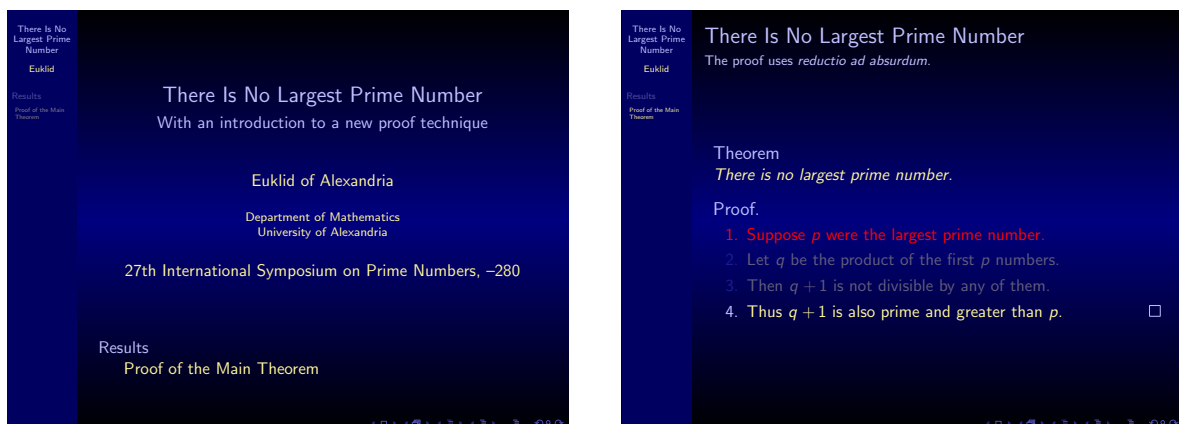 There Is No
Largest Prime
Number
Euklid
Results
Proof of the Main
Theorem
There Is No Largest Prime Number
With an introduction to a new proof technique
Euklid of Alexandria
Department of Mathematics
University of Alexandria
27th International Symposium on Prime Numbers, –280
Results
Proof of the Main Theorem
There Is No
Largest Prime
Number
Euklid
Results
Proof of the Main
Theorem
There Is No Largest Prime Number
The proof uses reductio ad absurdum.
Theorem
There is no largest prime number.
Proof.
1. Suppose p were the largest prime number.
2. Let q be the product of the first p numbers.
3. Then q + 1 is not divisible by any of them.
4. Thus q + 1 is also prime and greater than p. □